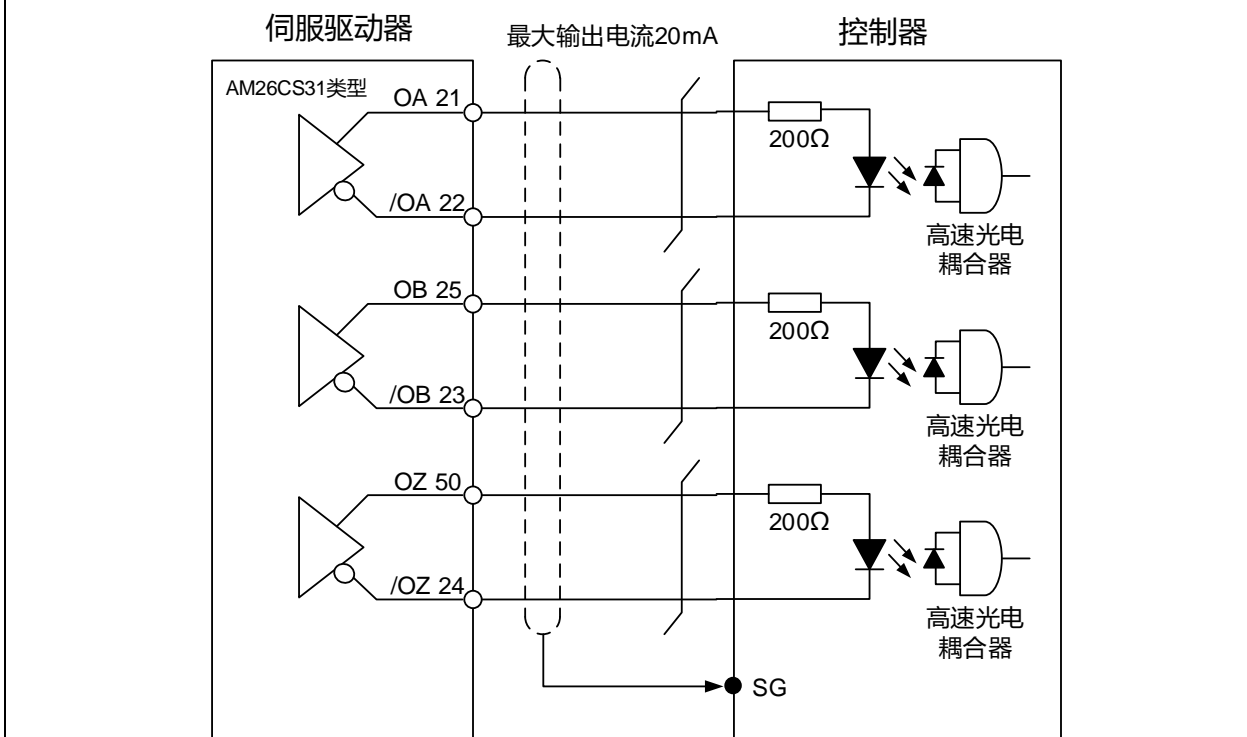 伺服驱动器
最大输出电流20mA
控制器
AM26CS31类型
OA 21
200Ω
/OA 22
高速光电
耦合器
OB 25
200Ω
/OB 23
高速光电
耦合器
OZ 50
200Ω
/OZ 24
高速光电
耦合器
SG